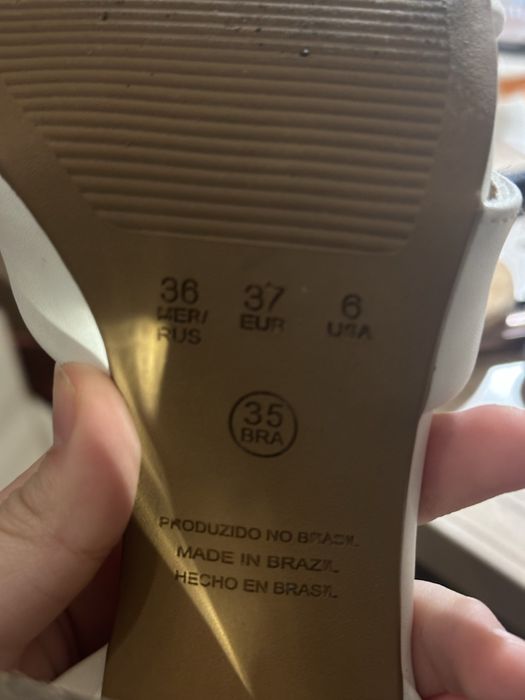 36 37 6
MER/ EUR USA
RUS
35
BRA
PRODUZIDO NO BRASIL
MADE IN BRAZIL
HECHO EN BRASIL